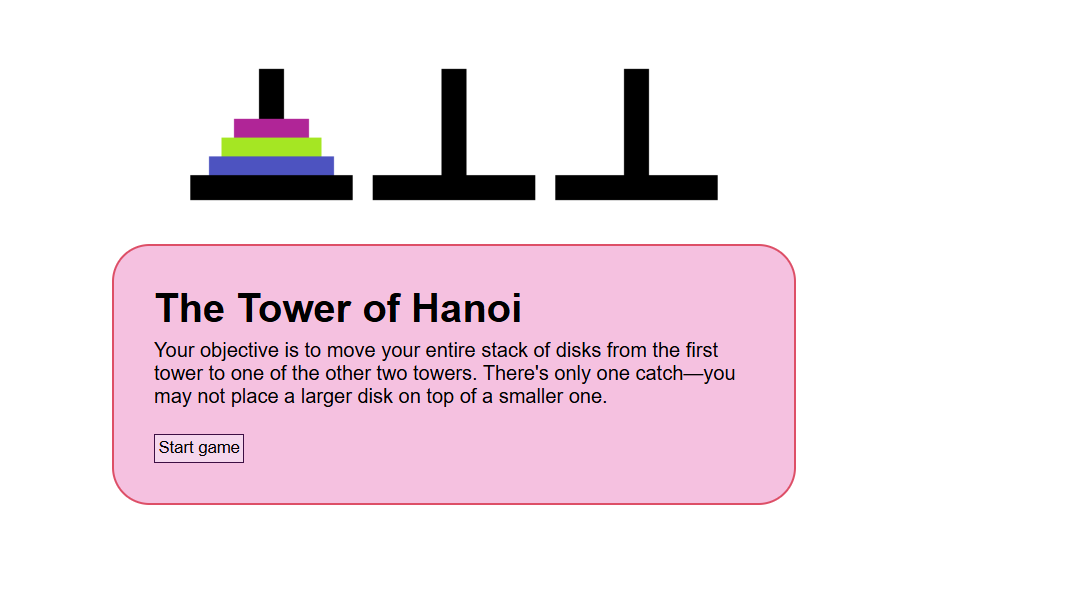 The Tower of Hanoi
Your objective is to move your entire stack of disks from the first
tower to one of the other two towers. There's only one catch—you
may not place a larger disk on top of a smaller one.
Start game